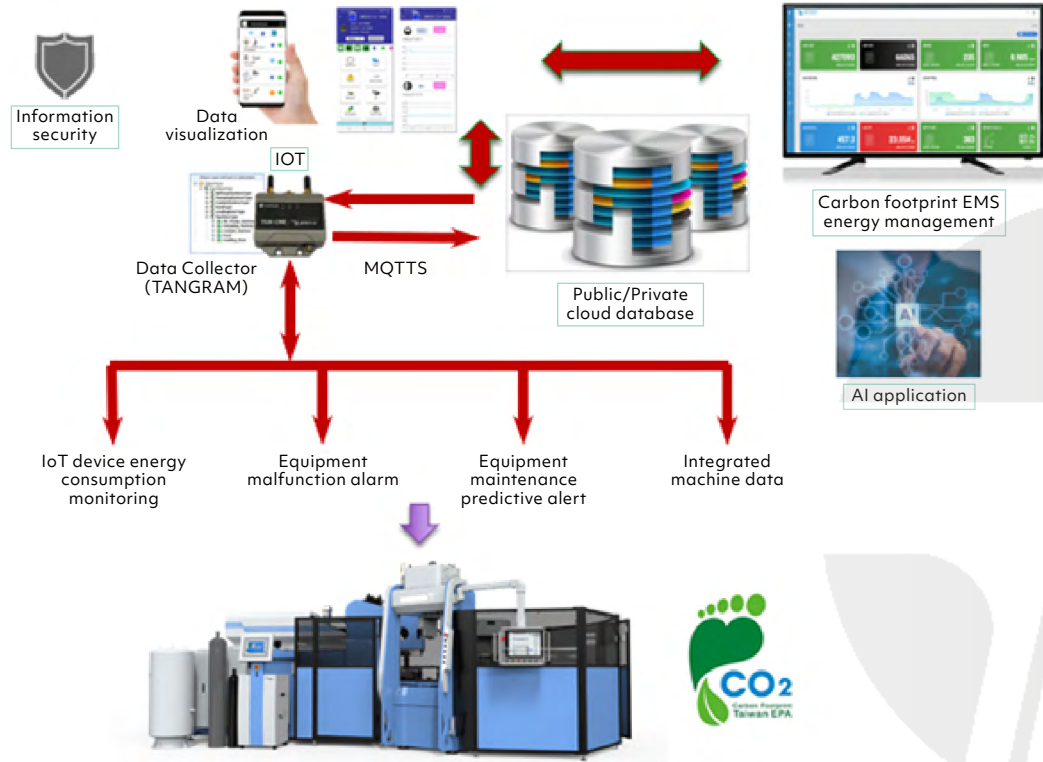 Information
security
Data
visualization
IOT
Data Collector
(TANGRAM)
MQTTS
Public/Private
cloud database
Carbon footprint EMS
energy management
AI
AI application
IoT device energy
consumption
monitoring
Equipment
malfunction alarm
Equipment
maintenance
predictive alert
Integrated
machine data
CO2
Carbon Footprint
Taiwan EPA